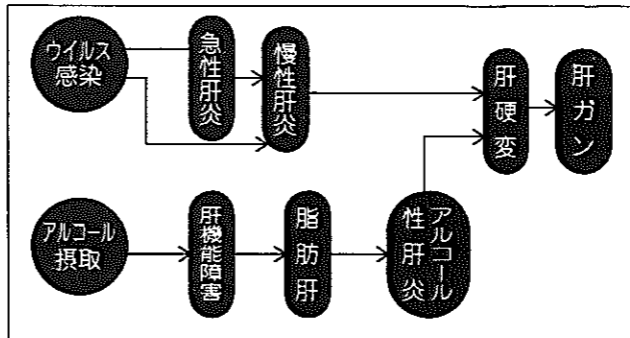 ウイルス
感染
急性肝炎
慢性肝炎
肝硬変
肝ガン
アルコール
摂取
肝機能障害
脂肪肝
アルコール
性肝炎